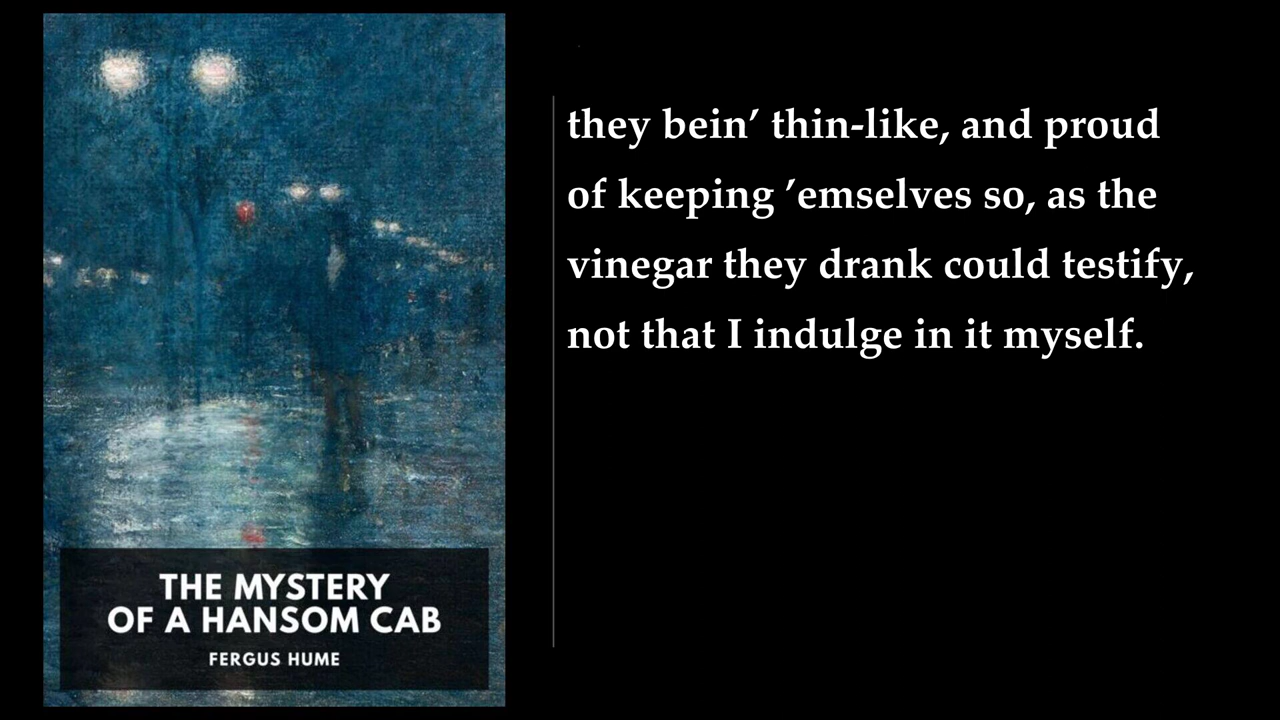 they bein’ thin-like, and proud
of keeping ’emselves so, as the
vinegar they drank could testify,
not that I indulge in it myself.
THE MYSTERY
OF A HANSOM CAB
FERGUS HUME